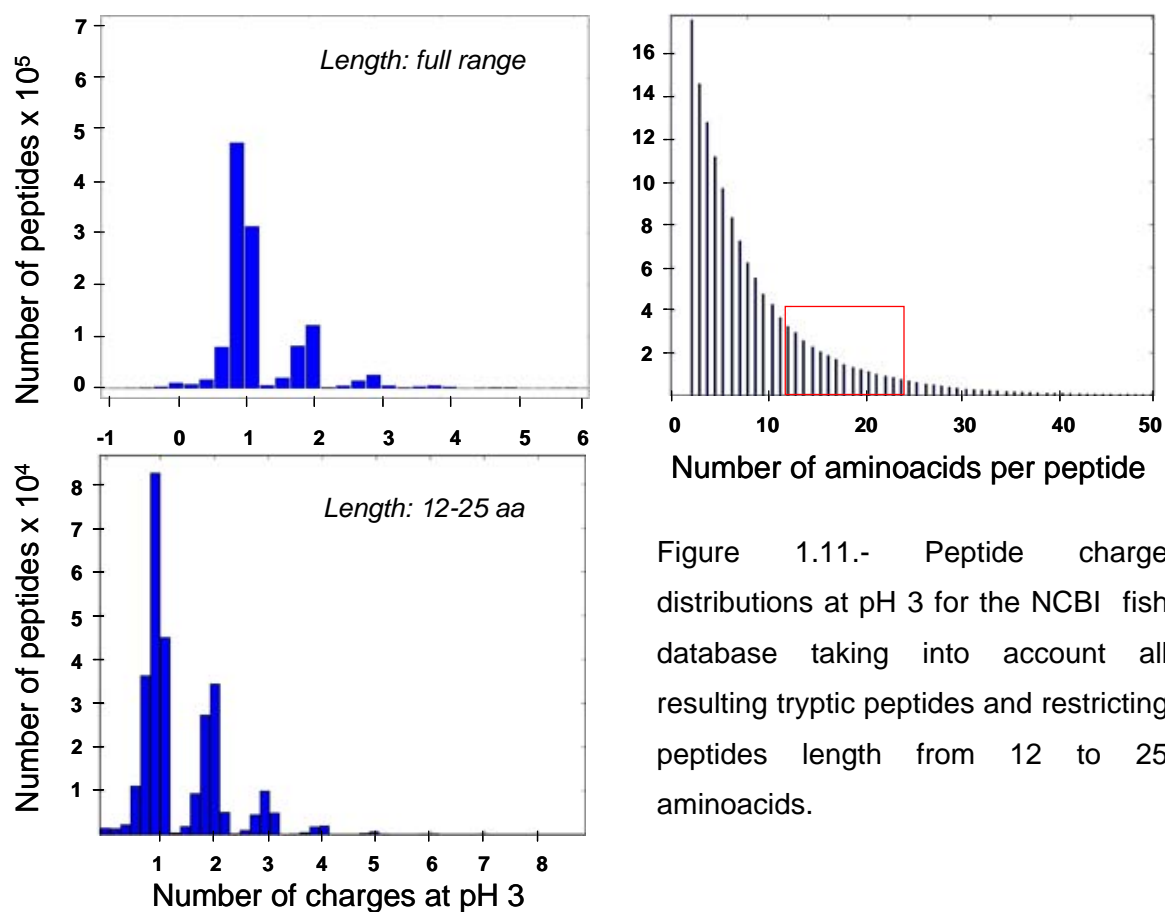 7
6
5
4
3
2
1
0
Number of peptides x 10⁵
Length: full range
-1 0 1 2 3 4 5 6
16
14
12
10
8
6
4
2
0 10 20 30 40 50
Number of aminoacids per peptide
8
7
6
5
4
3
2
1
Number of peptides x 10⁴
Length: 12-25 aa
1 2 3 4 5 6 7 8
Number of charges at pH 3
Figure 1.11.- Peptide charge
distributions at pH 3 for the NCBI fish
database taking into account all
resulting tryptic peptides and restricting
peptides length from 12 to 25
aminoacids.